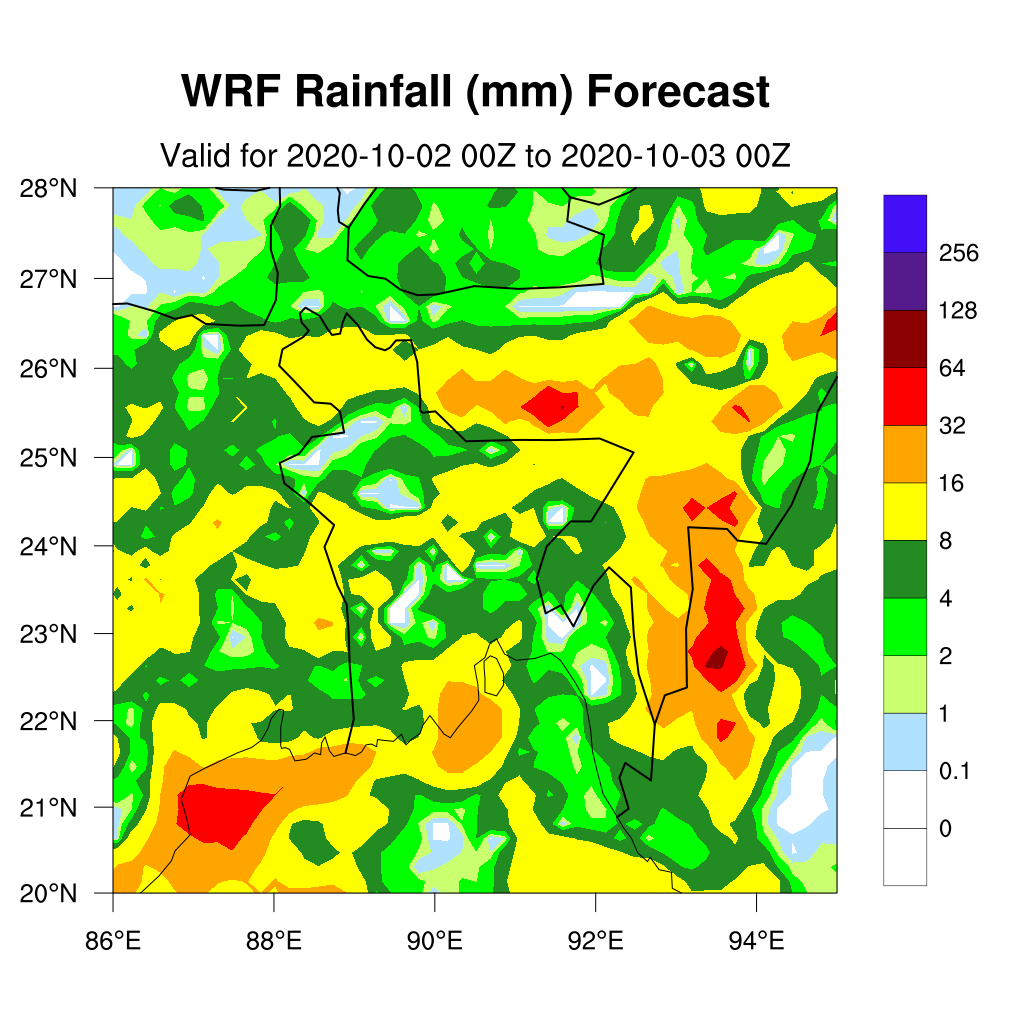 WRF Rainfall (mm) Forecast
Valid for 2020-10-02 00Z to 2020-10-03 00Z
28°N
27°N
26°N
25°N
24°N
23°N
22°N
21°N
20°N
86°E 88°E 90°E 92°E 94°E
256
128
64
32
16
8
4
2
1
0.1
0